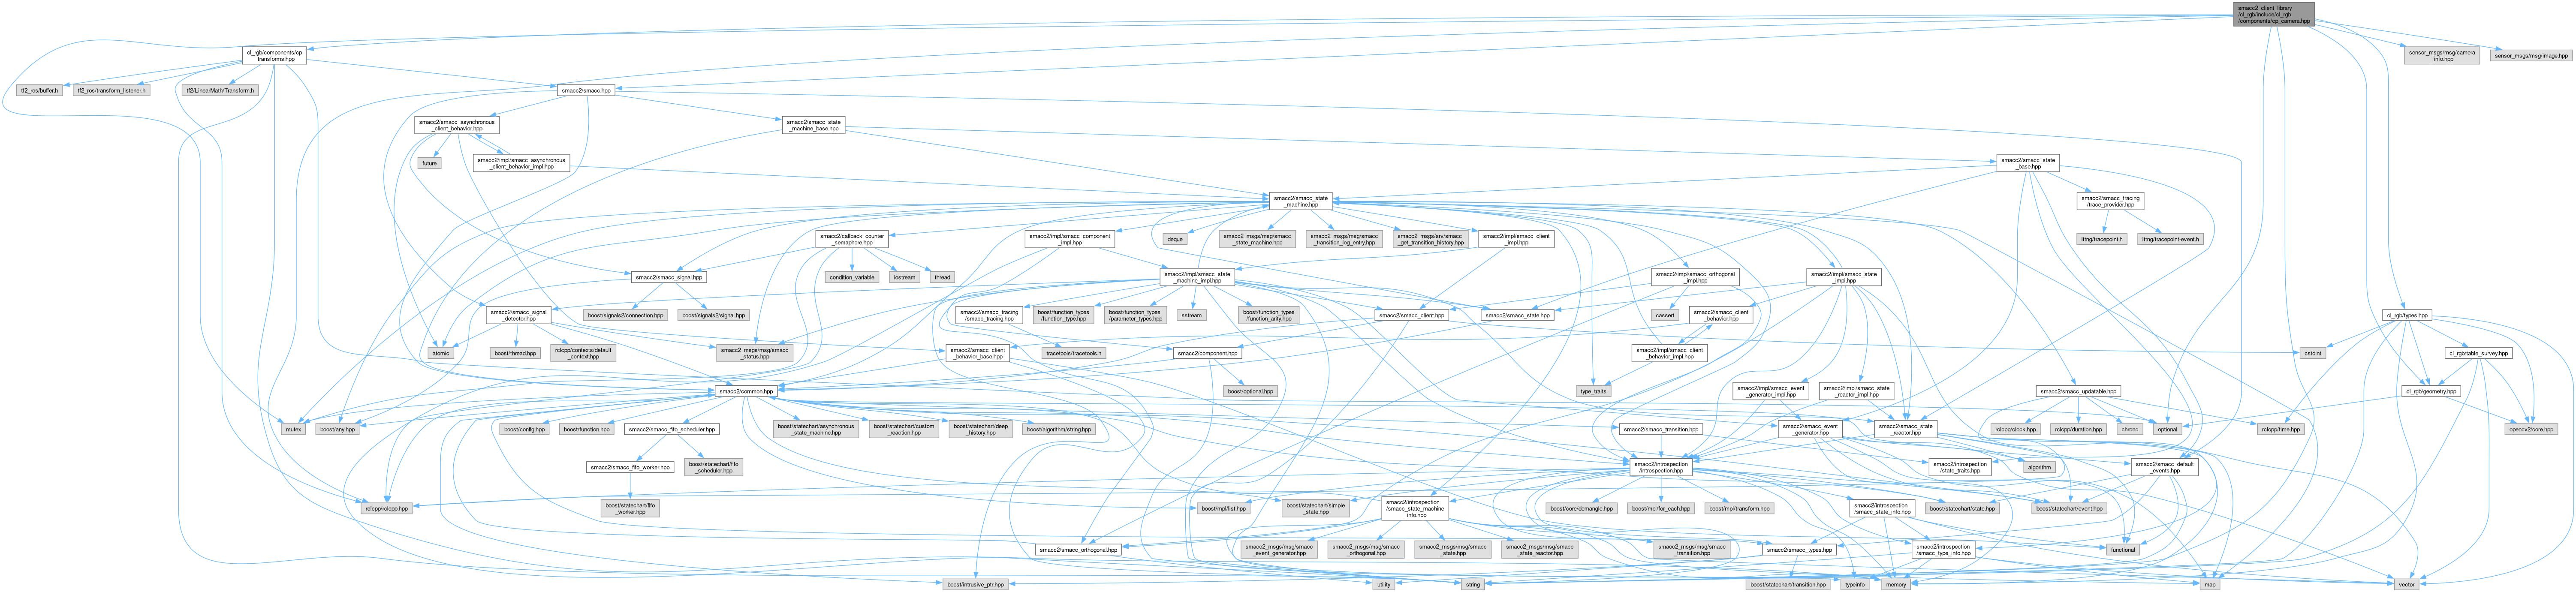 smacc2_client_library
/cl_rgb/include/cl_rgb
/components/cp_camera.hpp
cl_rgb/components/cp
_transforms.hpp
sensor_msgs/msg/camera
_info.hpp
sensor_msgs/msg/image.hpp
tf2_ros/buffer.h
tf2_ros/transform_listener.h
tf2/LinearMath/Transform.h
smacc2/smacc.hpp
smacc2/smacc_asynchronous
_client_behavior.hpp
smacc2/smacc_state
_machine_base.hpp
future
smacc2/impl/smacc_asynchronous
_client_behavior_impl.hpp
smacc2/smacc_state
_base.hpp
smacc2/smacc_state
_machine.hpp
smacc2/smacc_tracing
/trace_provider.hpp
smacc2/callback_counter
_semaphore.hpp
smacc2/impl/smacc_component
_impl.hpp
deque
smacc2_msgs/msg/smacc
_state_machine.hpp
smacc2_msgs/msg/smacc
_transition_log_entry.hpp
smacc2_msgs/srv/smacc
_get_transition_history.hpp
smacc2/impl/smacc_client
_impl.hpp
lttng/tracepoint.h
lttng/tracepoint-event.h
smacc2/smacc_signal.hpp
condition_variable
iostream
thread
smacc2/impl/smacc_state
_machine_impl.hpp
smacc2/impl/smacc_orthogonal
_impl.hpp
smacc2/impl/smacc_state
_impl.hpp
smacc2/smacc_signal
_detector.hpp
boost/signals2/connection.hpp
boost/signals2/signal.hpp
smacc2/smacc_tracing
/smacc_tracing.hpp
boost/function_types
/function_type.hpp
boost/function_types
/parameter_types.hpp
sstream
boost/function_types
/function_arity.hpp
smacc2/smacc_client.hpp
smacc2/smacc_state.hpp
cassert
smacc2/smacc_client
_behavior.hpp
cl_rgb/types.hpp
atomic
boost/thread.hpp
rclcpp/contexts/default
_context.hpp
smacc2_msgs/msg/smacc
_status.hpp
smacc2/smacc_client
_behavior_base.hpp
tracetools/tracetools.h
smacc2/component.hpp
smacc2/impl/smacc_client
_behavior_impl.hpp
cstdint
cl_rgb/table_survey.hpp
smacc2/common.hpp
boost/optional.hpp
type_traits
smacc2/impl/smacc_event
_generator_impl.hpp
smacc2/impl/smacc_state
_reactor_impl.hpp
smacc2/smacc_updatable.hpp
cl_rgb/geometry.hpp
mutex
boost/any.hpp
boost/config.hpp
boost/function.hpp
smacc2/smacc_fifo_scheduler.hpp
boost/statechart/asynchronous
_state_machine.hpp
boost/statechart/custom
_reaction.hpp
boost/statechart/deep
_history.hpp
boost/algorithm/string.hpp
smacc2/smacc_transition.hpp
smacc2/smacc_event
_generator.hpp
smacc2/smacc_state
_reactor.hpp
rclcpp/clock.hpp
rclcpp/duration.hpp
chrono
optional
rclcpp/time.hpp
opencv2/core.hpp
smacc2/smacc_fifo_worker.hpp
boost/statechart/fifo
_scheduler.hpp
smacc2/introspection
/introspection.hpp
smacc2/introspection
/state_traits.hpp
algorithm
smacc2/smacc_default
_events.hpp
rclcpp/rclcpp.hpp
boost/statechart/fifo
_worker.hpp
boost/mpl/list.hpp
boost/statechart/simple
_state.hpp
smacc2/introspection
/smacc_state_machine
_info.hpp
boost/core/demangle.hpp
boost/mpl/for_each.hpp
boost/mpl/transform.hpp
smacc2/introspection
/smacc_state_info.hpp
boost/statechart/state.hpp
boost/statechart/event.hpp
smacc2/smacc_orthogonal.hpp
smacc2_msgs/msg/smacc
_event_generator.hpp
smacc2_msgs/msg/smacc
_orthogonal.hpp
smacc2_msgs/msg/smacc
_state.hpp
smacc2_msgs/msg/smacc
_state_reactor.hpp
smacc2_msgs/msg/smacc
_transition.hpp
smacc2/smacc_types.hpp
smacc2/introspection
/smacc_type_info.hpp
functional
boost/intrusive_ptr.hpp
utility
string
boost/statechart/transition.hpp
typeinfo
memory
map
vector